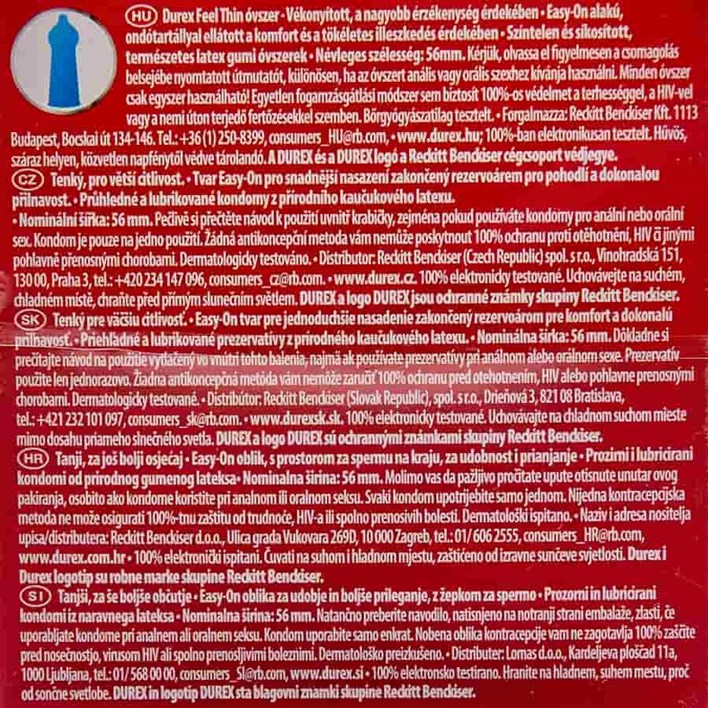 HU Durex Feel Thin óvszer • Vékonyított, a nagyobb érzékenység érdekében • Easy-On alakú,
ondótartállyal ellátott a komfort és a tökéletes illeszkedés érdekében • Színtelen és síkosított,
természetes latex gumi óvszerek • Névleges szélesség: 56mm. Kérjük, olvassa el figyelmesen a csomagolás
belsejébe nyomtatott útmutatót, különösen, ha az óvszert anális vagy orális szexhez kívánja használni. Minden óvszer
csak egyszer használható! Egyetlen fogamzásgátlási módszer sem biztosít 100%-os védelmet a terhességgel, a HIV-vel
vagy a nemi úton terjedő fertőzésekkel szemben. Bőrgyógyászatilag tesztelt. • Forgalmazza: Reckitt Benckiser Kft. 1113
Budapest, Bocskai út 134-146. Tel.: +36 (1) 250-8399, consumers_HU@rb.com, • www.durex.hu; 100%-ban elektronikusan tesztelt. Hűvös,
száraz helyen, közvetlen napfénytől védve tárolandó. A DUREX és a DUREX logó a Reckitt Benckiser cégcsoport védjegye.
CZ Tenký, pro větší citlivost. • Tvar Easy-On pro snadnější nasazení zakončený rezervoárem pro pohodlí a dokonalou
přilnavost. • Průhledné a lubrikované kondomy z přírodního kaučukového latexu.
• Nominální šířka: 56 mm. Pečlivě si přečtěte návod k použití uvnitř krabičky, zejména pokud používáte kondomy pro anální nebo orální
sex. Kondom je pouze na jedno použití. Žádná antikoncepční metoda vám nemůže poskytnout 100% ochranu proti otěhotnění, HIV či jinými
pohlavně přenosnými chorobami. Dermatologicky testováno. • Distributor: Reckitt Benckiser (Czech Republic) spol. s r.o., Vinohradská 151,
130 00, Praha 3, tel.: +420 234 147 096, consumers_cz@rb.com. • www.durex.cz. 100% elektronicky testované. Uchovávejte na suchém,
chladném místě, chraňte před přímým slunečním světlem. DUREX a logo DUREX jsou ochranné známky skupiny Reckitt Benckiser.
SK Tenký pre väčšiu citlivosť. • Easy-On tvar pre jednoduchšie nasadenie zakončený rezervoárom pre komfort a dokonalú
priľnavosť. • Priehľadné a lubrikované prezervatívy z prírodného kaučukového latexu. • Nominálna šírka: 56 mm. Dôkladne si
prečítajte návod na použitie vytlačený vo vnútri tohto balenia, najmä ak používate prezervatívy pri análnom alebo orálnom sexe. Prezervatív
použite len jednorazovo. Žiadna antikoncepčná metóda vám nemôže zaručiť 100% ochranu pred otehotnením, HIV alebo pohlavne prenosnými
chorobami. Dermatologicky testované. • Distribútor: Reckitt Benckiser (Slovak Republic), spol. s r.o., Drieňová 3, 821 08 Bratislava,
tel.: +421 232 101 097, consumers_sk@rb.com. • www.durexsk.sk. 100% elektronicky testované. Uchovávajte na chladnom suchom mieste
mimo dosahu priameho slnečného svetla. DUREX a logo DUREX sú ochrannými známkami skupiny Reckitt Benckiser.
HR Tanji, za još bolji osjećaj • Easy-On oblik, s prostorom za spermu na kraju, za udobnost i prianjanje • Prozirni i lubricirani
kondomi od prirodnog gumenog lateksa • Nominalna širina: 56 mm. Molimo vas da pažljivo pročitate upute otisnute unutar ovog
pakiranja, osobito ako kondome koristite pri analnom ili oralnom seksu. Svaki kondom upotrijebite samo jednom. Nijedna kontracepcijska
metoda ne može osigurati 100%-tnu zaštitu od trudnoće, HIV-a ili spolno prenosivih bolesti. Dermatološki ispitano. • Naziv i adresa nositelja
upisa/distributera: Reckitt Benckiser d.o.o., Ulica grada Vukovara 269D, 10 000 Zagreb, tel.: 01/ 606 2555, consumers_HR@rb.com,
www.durex.com.hr • 100% elektronički ispitani. Čuvati na suhom i hladnom mjestu, zaštićeno od izravne sunčeve svjetlosti. Durex i
Durex logotip su robne marke skupine Reckitt Benckiser.
SI Tanjši, za še boljše občutje • Easy-On oblika za udobje in boljše prileganje, z žepkom za spermo • Prozorni in lubricirani
kondomi iz naravnega lateksa • Nominalna širina: 56 mm. Natančno preberite navodilo, natisnjeno na notranji strani embalaže, zlasti, če
uporabljate kondome pri analnem ali oralnem seksu. Kondom uporabite samo enkrat. Nobena oblika kontracepcije vam ne zagotavlja 100% zaščite
pred nosečnostjo, virusom HIV ali spolno prenosljivimi boleznimi. Dermatološko preizkušeno. • Distributer: Lomas d.o.o., Kardeljeva ploščad 11a,
1000 Ljubljana, tel.: 01/ 568 00 00, consumers_SI@rb.com, www.durex.si • 100% elektronsko testirano. Hranite na hladnem, suhem mestu, proč
od sončne svetlobe. DUREX in logotip DUREX sta blagovni znamki skupine Reckitt Benckiser.